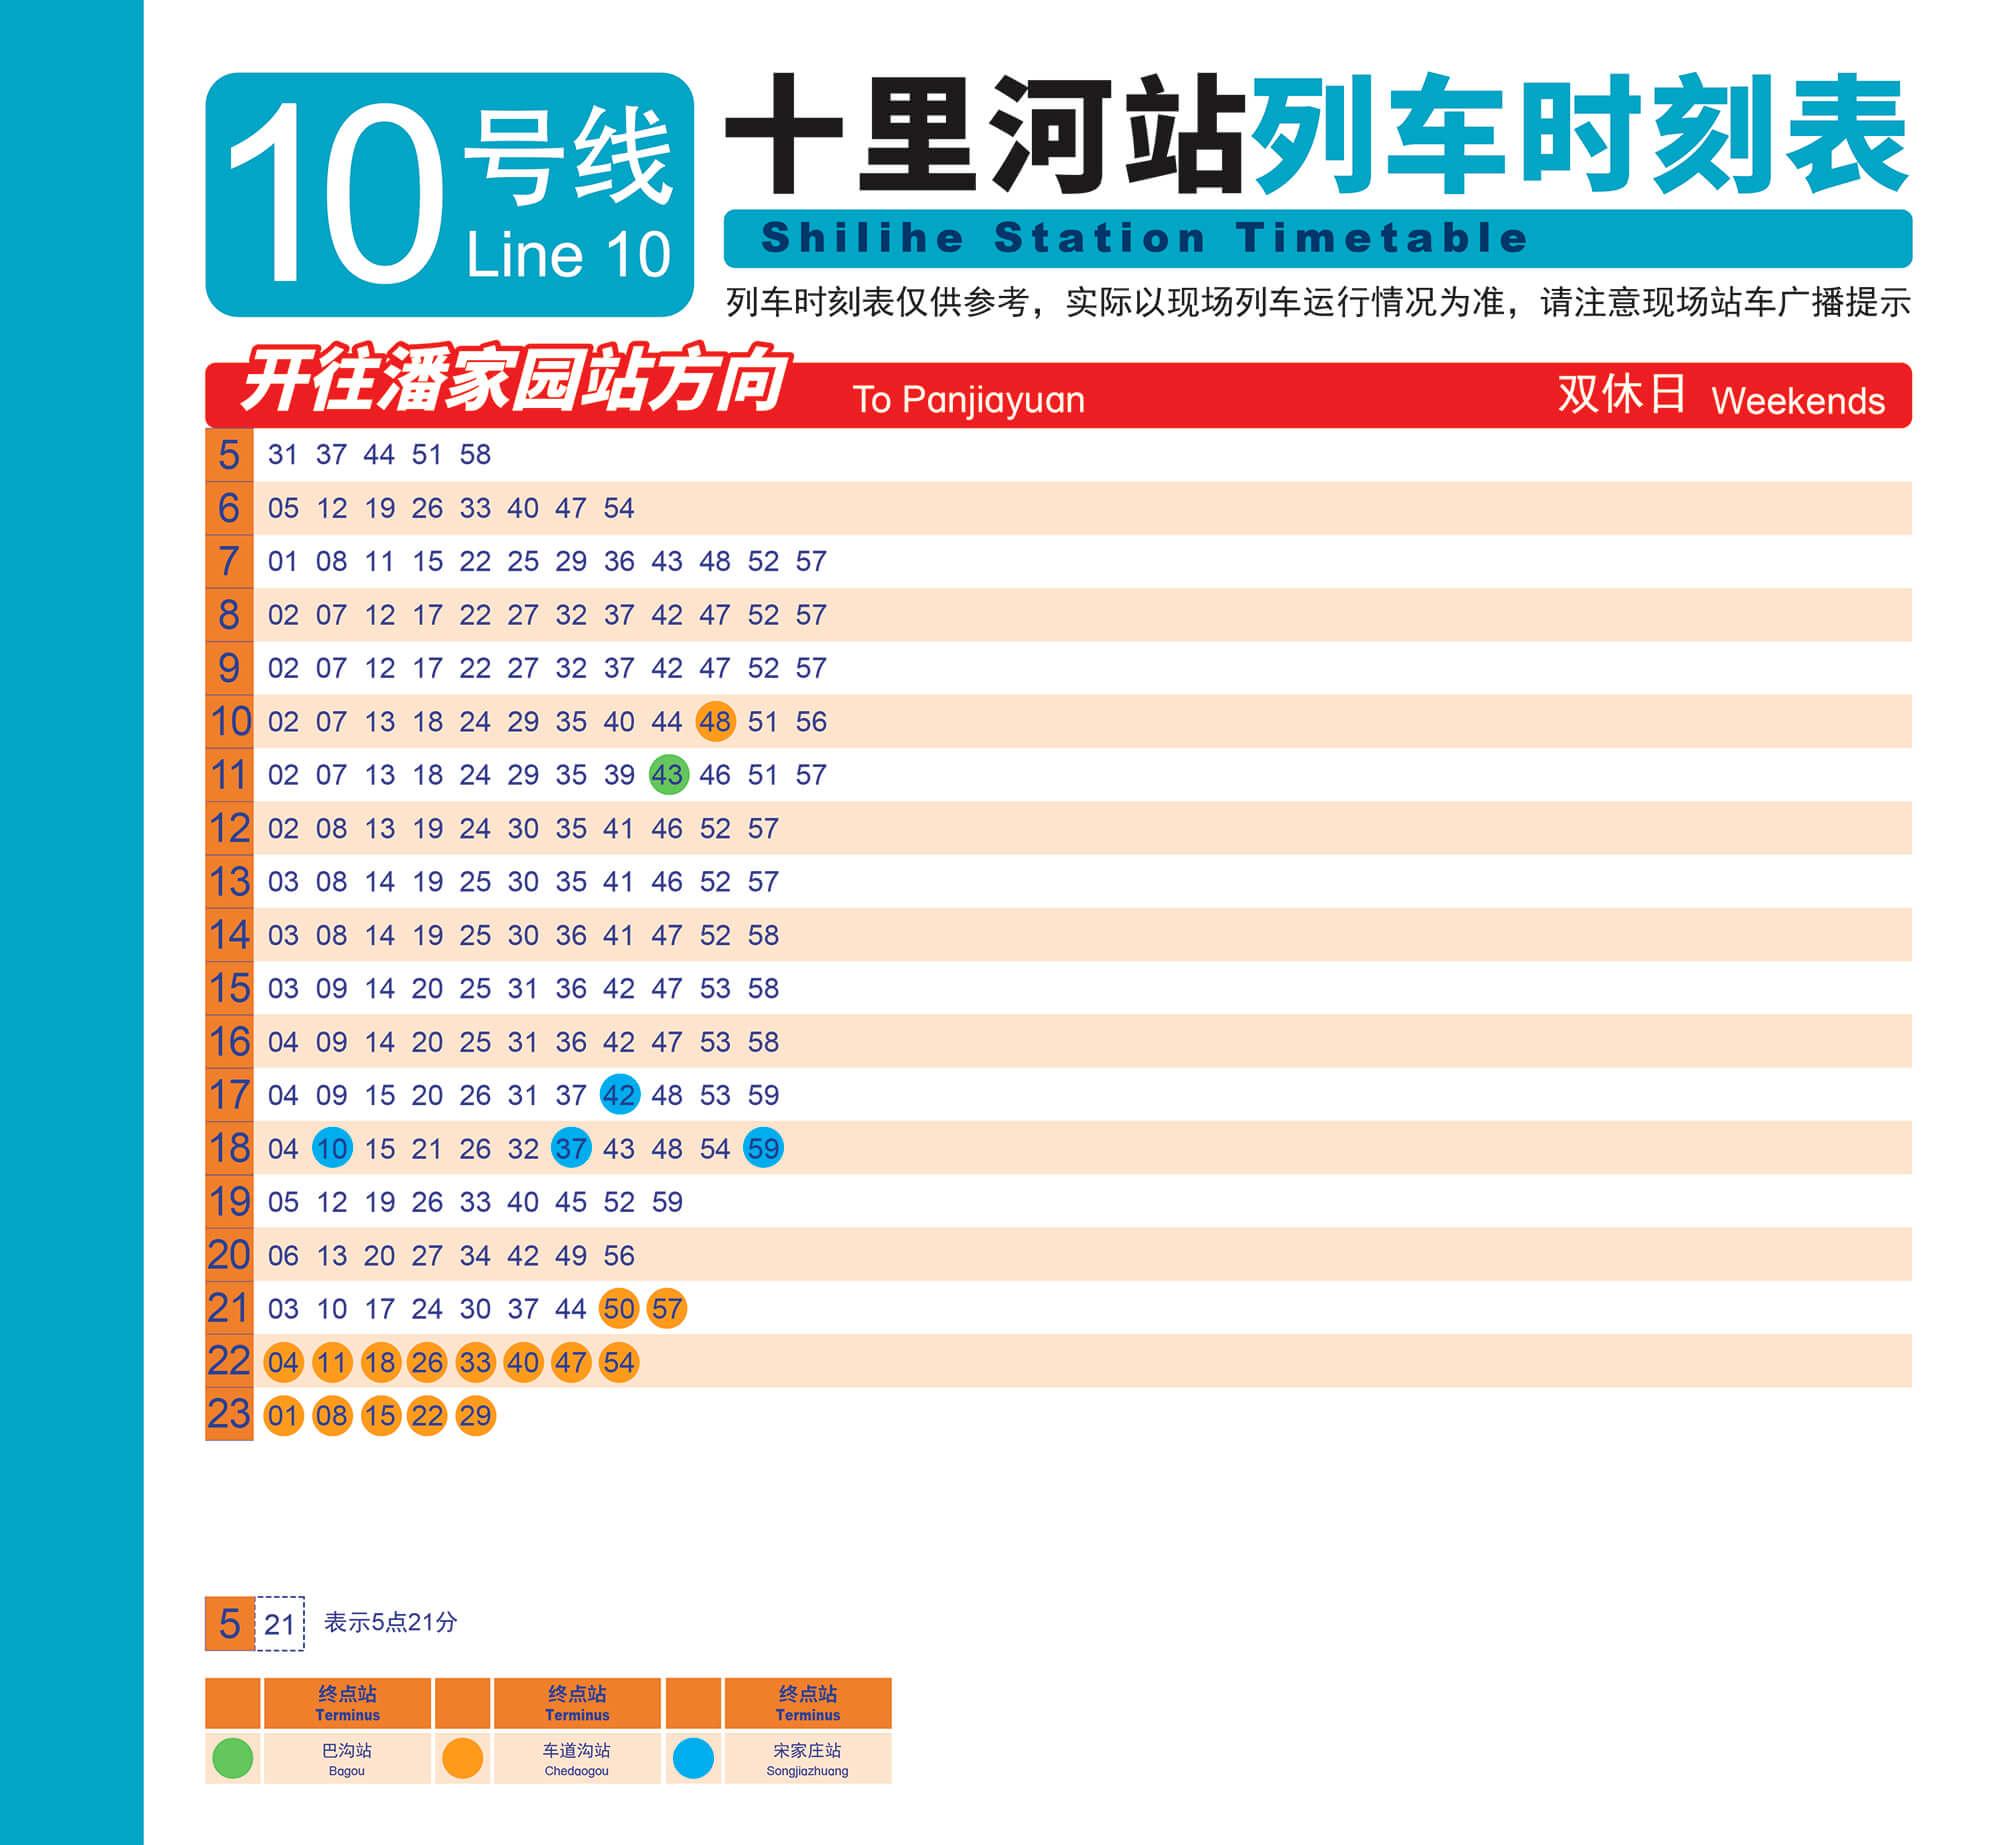 10号线
Line 10
十里河站列车时刻表
Shilihe Station Timetable
列车时刻表仅供参考，实际以现场列车运行情况为准，请注意现场站车广播提示
开往潘家园站方向 To Panjiayuan 双休日 Weekends
5 31 37 44 51 58
6 05 12 19 26 33 40 47 54
7 01 08 11 15 22 25 29 36 43 48 52 57
8 02 07 12 17 22 27 32 37 42 47 52 57
9 02 07 12 17 22 27 32 37 42 47 52 57
10 02 07 13 18 24 29 35 40 44 48 51 56
11 02 07 13 18 24 29 35 39 43 46 51 57
12 02 08 13 19 24 30 35 41 46 52 57
13 03 08 14 19 25 30 35 41 46 52 57
14 03 08 14 19 25 30 36 41 47 52 58
15 03 09 14 20 25 31 36 42 47 53 58
16 04 09 14 20 25 31 36 42 47 53 58
17 04 09 15 20 26 31 37 42 48 53 59
18 04 10 15 21 26 32 37 43 48 54 59
19 05 12 19 26 33 40 45 52 59
20 06 13 20 27 34 42 49 56
21 03 10 17 24 30 37 44 50 57
22 04 11 18 26 33 40 47 54
23 01 08 15 22 29
5 21 表示5点21分
终点站 终点站 终点站
Terminus Terminus Terminus
巴沟站 车道沟站 宋家庄站
Bagou Chedaogou Songjiazhuang